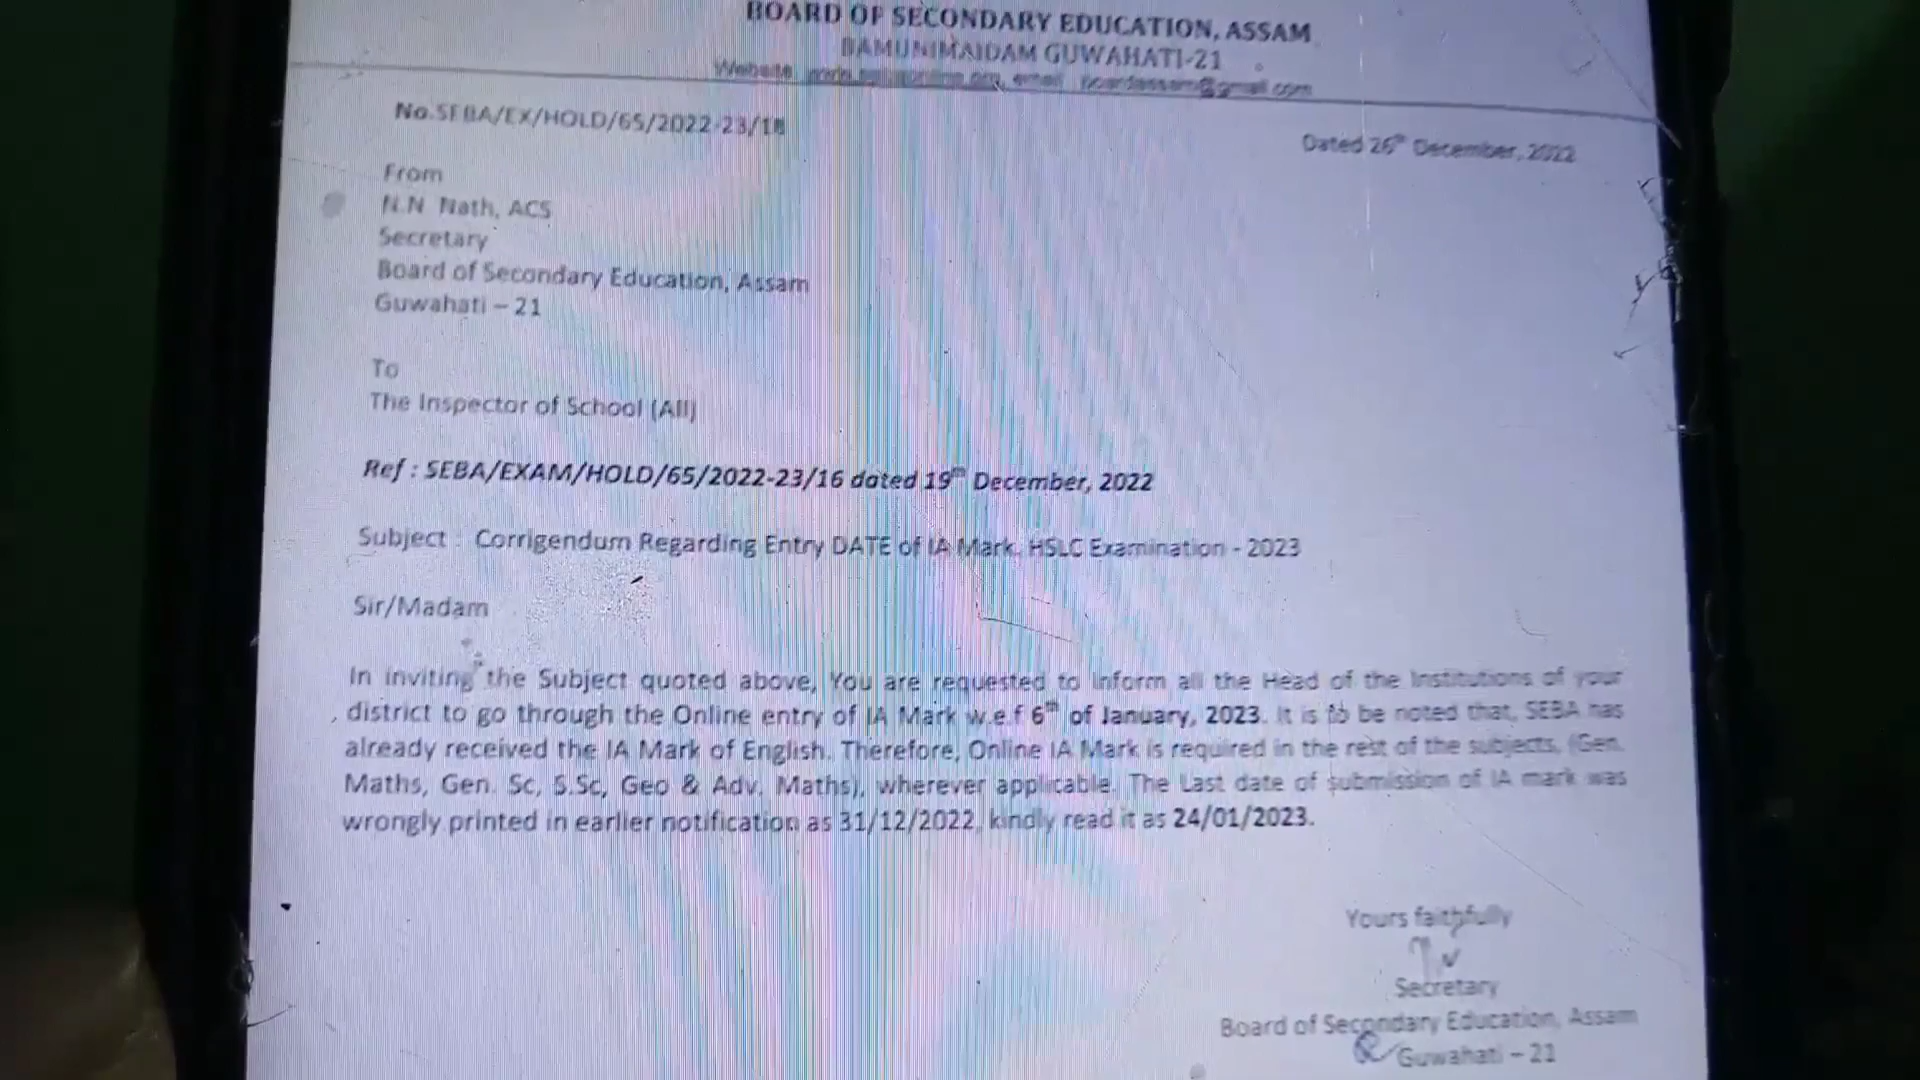 BOARD OF SECONDARY EDUCATION, ASSAM
BAMUNIMAIDAM GUWAHATI-21
Website email boardassam@gmail.com
No.SEBA/EX/HOLD/65/2022-23/18
Dated 26th December, 2022
From
N.N Nath, ACS
Secretary
Board of Secondary Education, Assam
Guwahati – 21
To
The Inspector of School (All)
Ref : SEBA/EXAM/HOLD/65/2022-23/16 dated 19th December, 2022
Subject : Corrigendum Regarding Entry DATE of IA Mark, HSLC Examination - 2023
Sir/Madam
In inviting the Subject quoted above, You are requested to inform all the Head of the Institutions of your
district to go through the Online entry of IA Mark w.e.f 6th of January, 2023. It is to be noted that, SEBA has
already received the IA Mark of English. Therefore, Online IA Mark is required in the rest of the subjects, (Gen.
Maths, Gen. Sc, S.Sc, Geo & Adv. Maths), wherever applicable. The Last date of submission of IA mark was
wrongly printed in earlier notification as 31/12/2022, kindly read it as 24/01/2023.
Yours faithfully
Secretary
Board of Secondary Education, Assam
Guwahati – 21